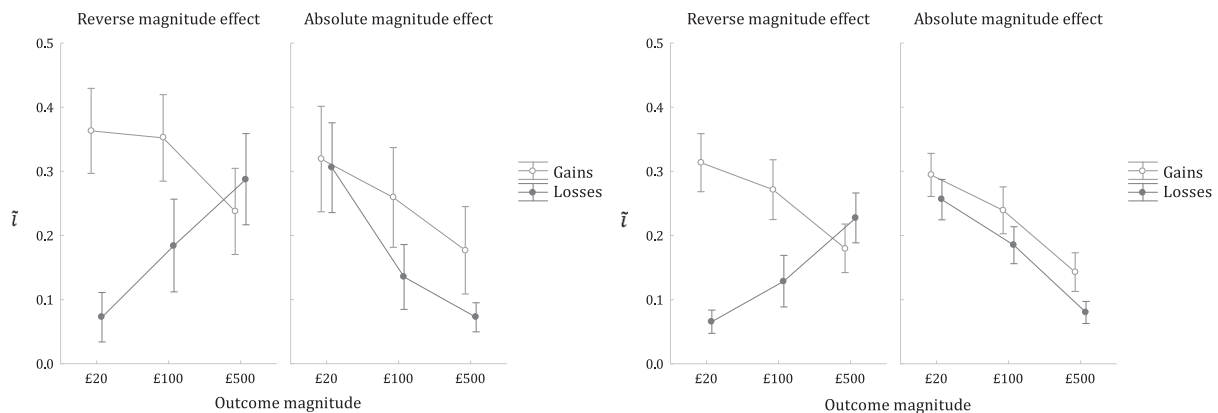 Reverse magnitude effect
Absolute magnitude effect
0.5
0.4
0.3
0.2
0.1
0.0
ĩ
£20
£100
£500
£20
£100
£500
Outcome magnitude
Gains
Losses
Reverse magnitude effect
Absolute magnitude effect
0.5
0.4
0.3
0.2
0.1
0.0
ĩ
£20
£100
£500
£20
£100
£500
Outcome magnitude
Gains
Losses